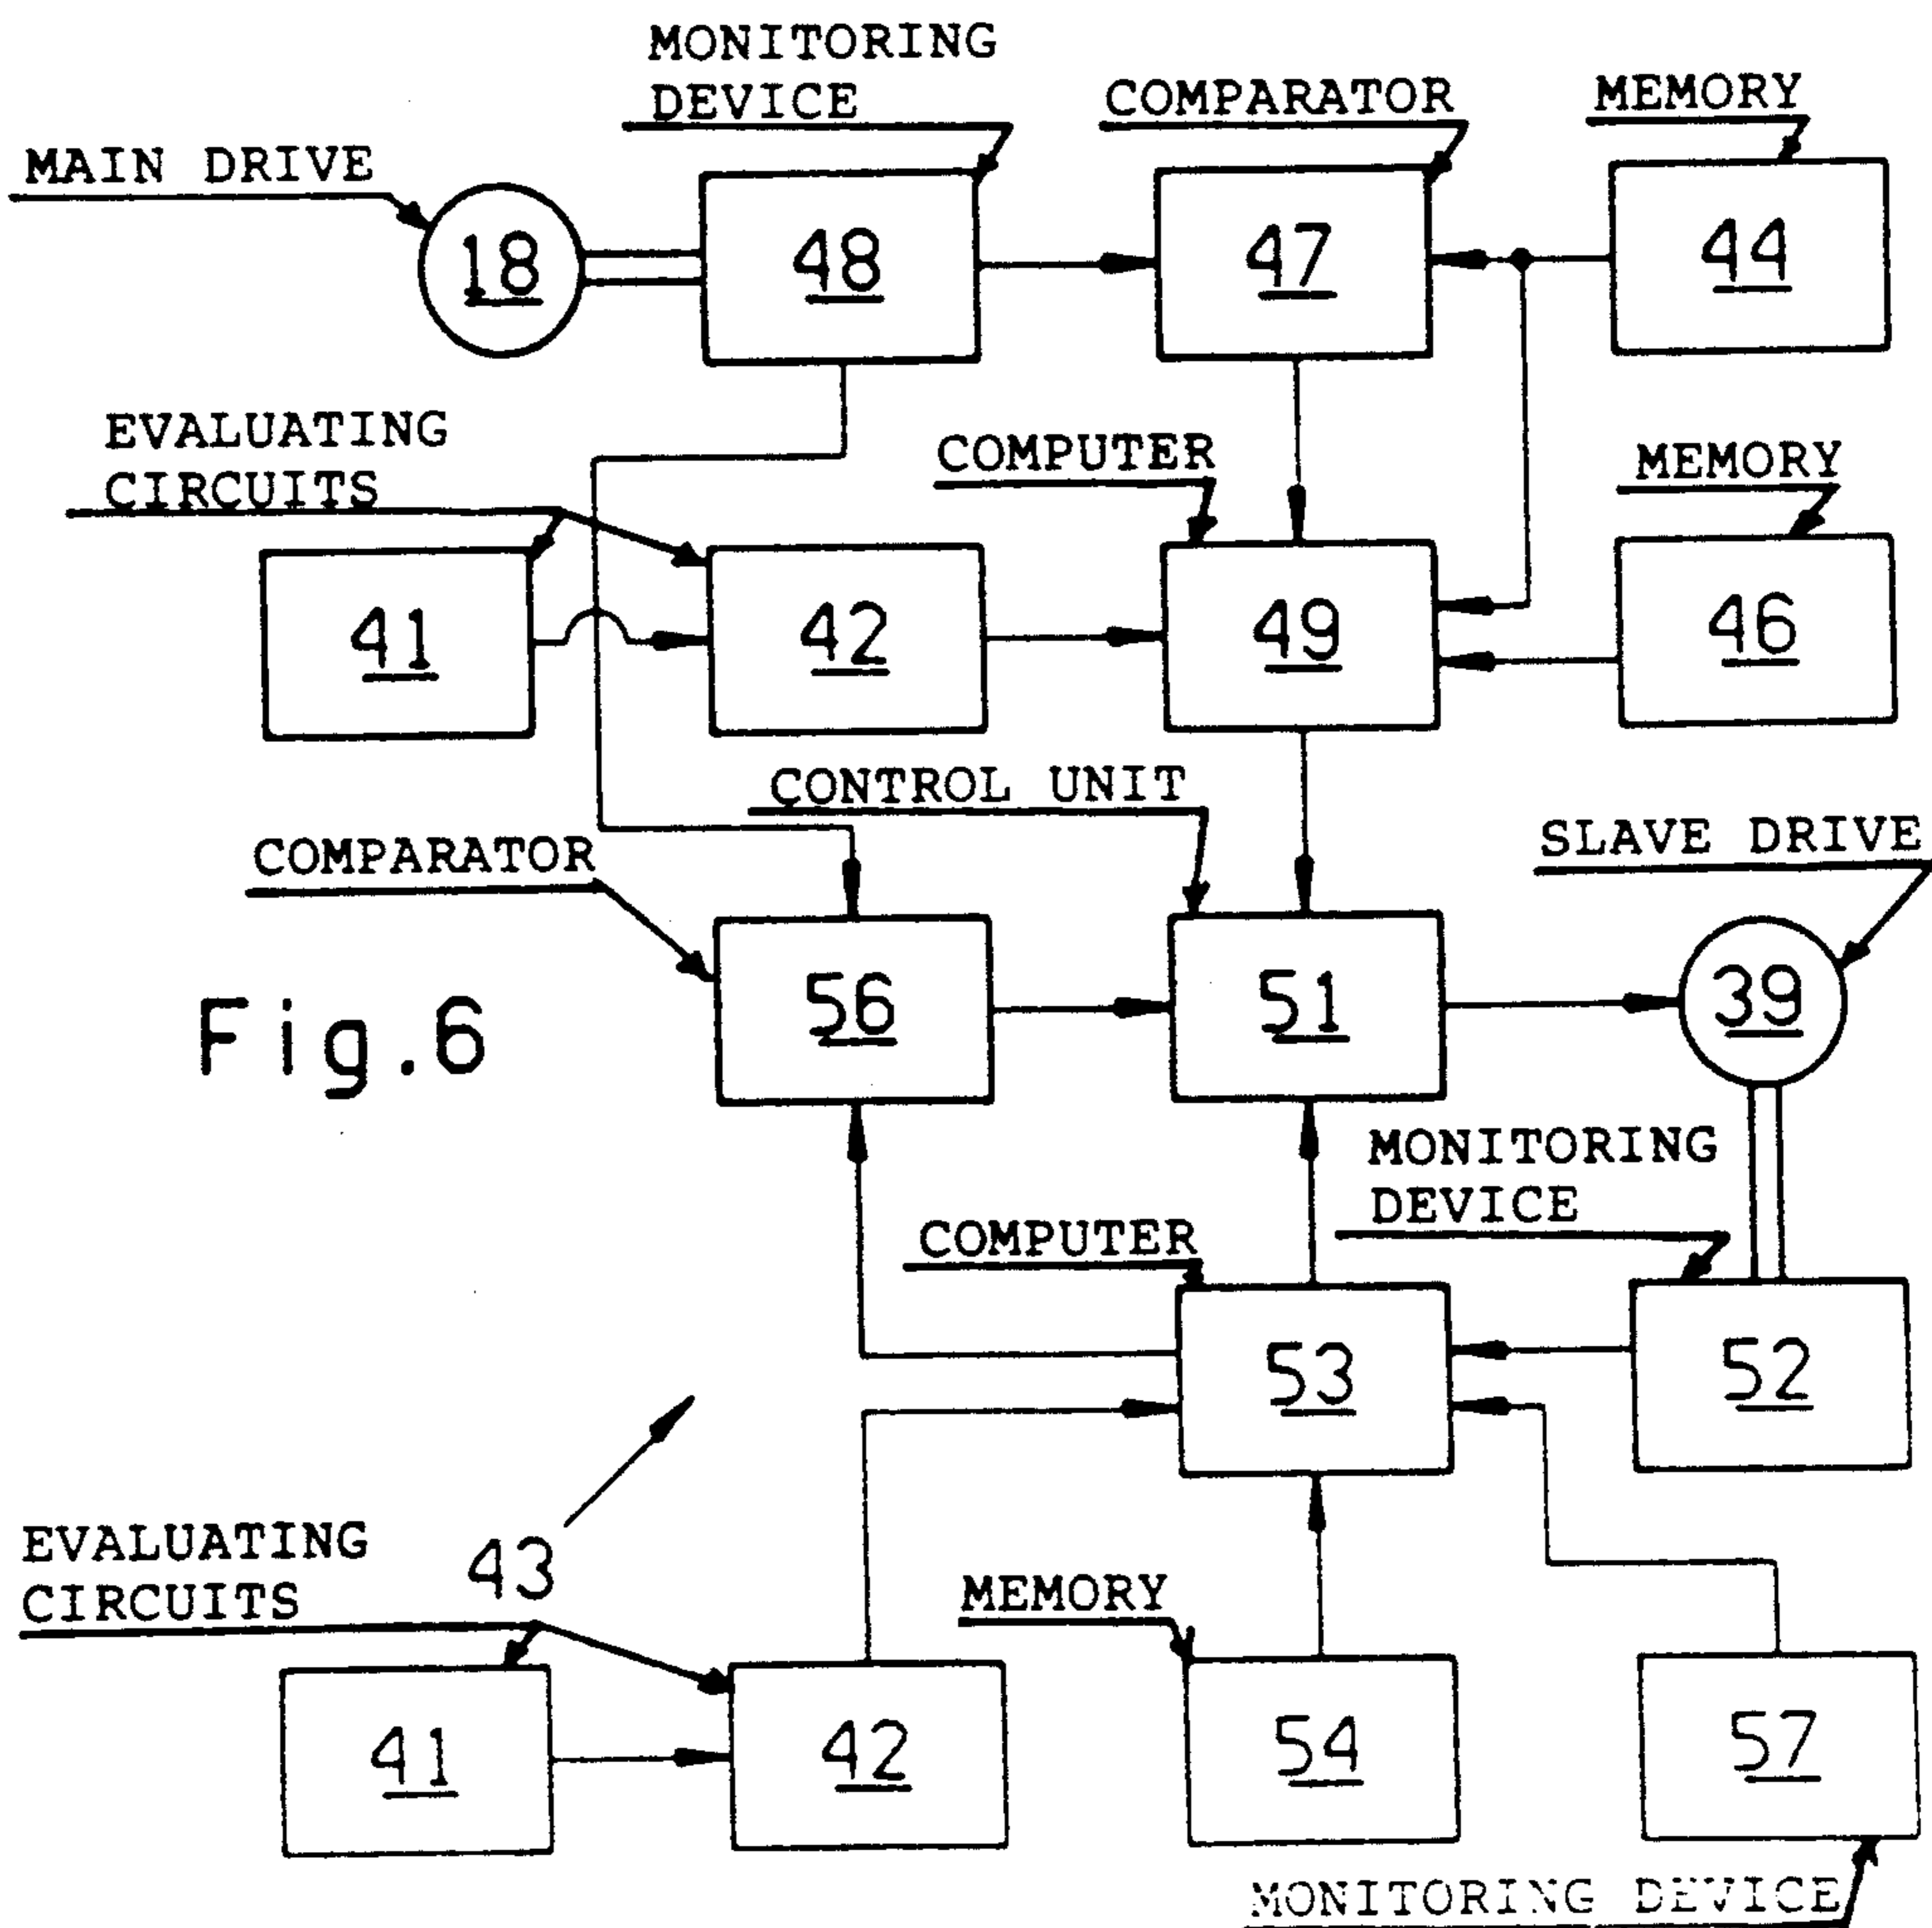 MONITORING
DEVICE
COMPARATOR
MEMORY
MAIN DRIVE
18
48
47
44
EVALUATING
CIRCUITS
COMPUTER
MEMORY
41
42
49
46
CONTROL UNIT
COMPARATOR
SLAVE DRIVE
56
51
39
Fig.6
MONITORING
DEVICE
COMPUTER
53
52
EVALUATING
CIRCUITS
43
MEMORY
41
42
54
57
MONITORING DEVICE